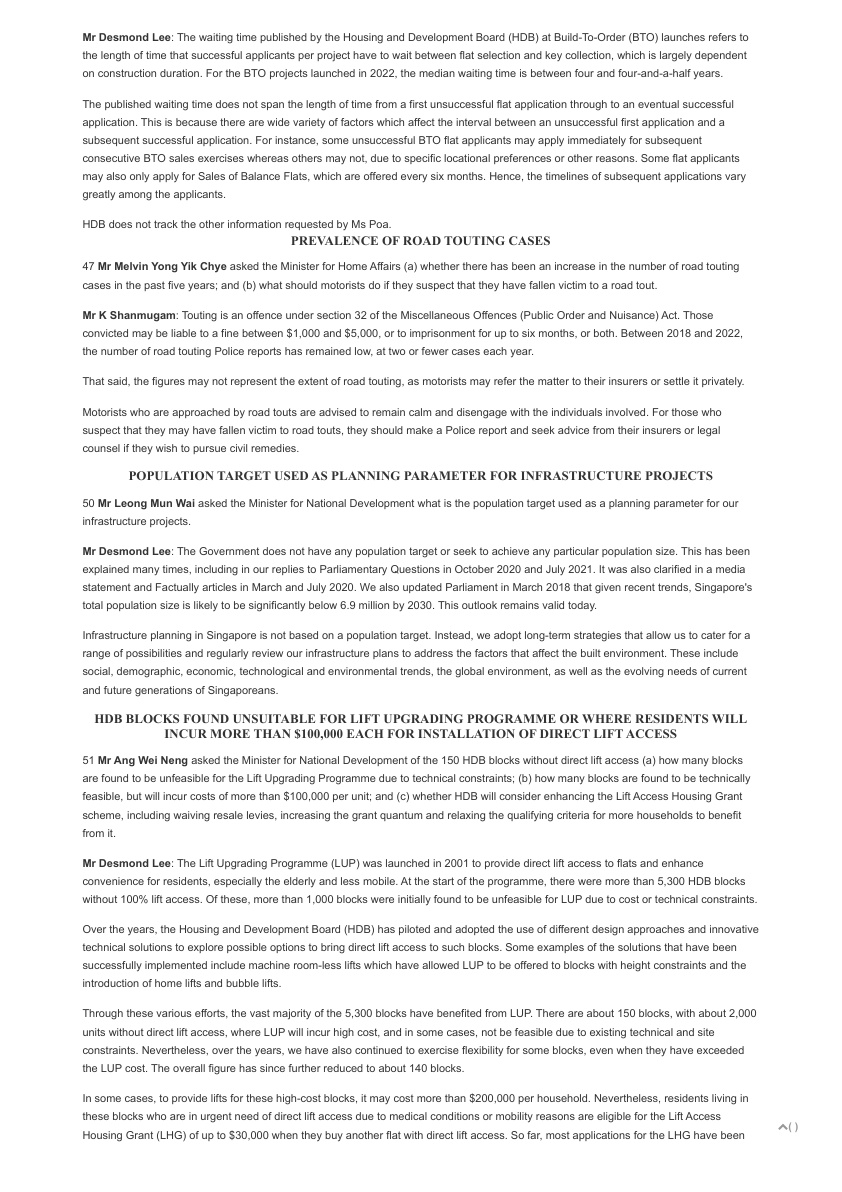 Mr Desmond Lee: The waiting time published by the Housing and Development Board (HDB) at Build-To-Order (BTO) launches refers to
the length of time that successful applicants per project have to wait between flat selection and key collection, which is largely dependent
on construction duration. For the BTO projects launched in 2022, the median waiting time is between four and four-and-a-half years.
The published waiting time does not span the length of time from a first unsuccessful flat application through to an eventual successful
application. This is because there are wide variety of factors which affect the interval between an unsuccessful first application and a
subsequent successful application. For instance, some unsuccessful BTO flat applicants may apply immediately for subsequent
consecutive BTO sales exercises whereas others may not, due to specific locational preferences or other reasons. Some flat applicants
may also only apply for Sales of Balance Flats, which are offered every six months. Hence, the timelines of subsequent applications vary
greatly among the applicants.
HDB does not track the other information requested by Ms Poa.
PREVALENCE OF ROAD TOUTING CASES
47 Mr Melvin Yong Yik Chye asked the Minister for Home Affairs (a) whether there has been an increase in the number of road touting
cases in the past five years; and (b) what should motorists do if they suspect that they have fallen victim to a road tout.
Mr K Shanmugam: Touting is an offence under section 32 of the Miscellaneous Offences (Public Order and Nuisance) Act. Those
convicted may be liable to a fine between $1,000 and $5,000, or to imprisonment for up to six months, or both. Between 2018 and 2022,
the number of road touting Police reports has remained low, at two or fewer cases each year.
That said, the figures may not represent the extent of road touting, as motorists may refer the matter to their insurers or settle it privately.
Motorists who are approached by road touts are advised to remain calm and disengage with the individuals involved. For those who
suspect that they may have fallen victim to road touts, they should make a Police report and seek advice from their insurers or legal
counsel if they wish to pursue civil remedies.
POPULATION TARGET USED AS PLANNING PARAMETER FOR INFRASTRUCTURE PROJECTS
50 Mr Leong Mun Wai asked the Minister for National Development what is the population target used as a planning parameter for our
infrastructure projects.
Mr Desmond Lee: The Government does not have any population target or seek to achieve any particular population size. This has been
explained many times, including in our replies to Parliamentary Questions in October 2020 and July 2021. It was also clarified in a media
statement and Factually articles in March and July 2020. We also updated Parliament in March 2018 that given recent trends, Singapore's
total population size is likely to be significantly below 6.9 million by 2030. This outlook remains valid today.
Infrastructure planning in Singapore is not based on a population target. Instead, we adopt long-term strategies that allow us to cater for a
range of possibilities and regularly review our infrastructure plans to address the factors that affect the built environment. These include
social, demographic, economic, technological and environmental trends, the global environment, as well as the evolving needs of current
and future generations of Singaporeans.
HDB BLOCKS FOUND UNSUITABLE FOR LIFT UPGRADING PROGRAMME OR WHERE RESIDENTS WILL
INCUR MORE THAN $100,000 EACH FOR INSTALLATION OF DIRECT LIFT ACCESS
51 Mr Ang Wei Neng asked the Minister for National Development of the 150 HDB blocks without direct lift access (a) how many blocks
are found to be unfeasible for the Lift Upgrading Programme due to technical constraints; (b) how many blocks are found to be technically
feasible, but will incur costs of more than $100,000 per unit; and (c) whether HDB will consider enhancing the Lift Access Housing Grant
scheme, including waiving resale levies, increasing the grant quantum and relaxing the qualifying criteria for more households to benefit
from it.
Mr Desmond Lee: The Lift Upgrading Programme (LUP) was launched in 2001 to provide direct lift access to flats and enhance
convenience for residents, especially the elderly and less mobile. At the start of the programme, there were more than 5,300 HDB blocks
without 100% lift access. Of these, more than 1,000 blocks were initially found to be unfeasible for LUP due to cost or technical constraints.
Over the years, the Housing and Development Board (HDB) has piloted and adopted the use of different design approaches and innovative
technical solutions to explore possible options to bring direct lift access to such blocks. Some examples of the solutions that have been
successfully implemented include machine room-less lifts which have allowed LUP to be offered to blocks with height constraints and the
introduction of home lifts and bubble lifts.
Through these various efforts, the vast majority of the 5,300 blocks have benefited from LUP. There are about 150 blocks, with about 2,000
units without direct lift access, where LUP will incur high cost, and in some cases, not be feasible due to existing technical and site
constraints. Nevertheless, over the years, we have also continued to exercise flexibility for some blocks, even when they have exceeded
the LUP cost. The overall figure has since further reduced to about 140 blocks.
In some cases, to provide lifts for these high-cost blocks, it may cost more than $200,000 per household. Nevertheless, residents living in
these blocks who are in urgent need of direct lift access due to medical conditions or mobility reasons are eligible for the Lift Access
Housing Grant (LHG) of up to $30,000 when they buy another flat with direct lift access. So far, most applications for the LHG have been
( )